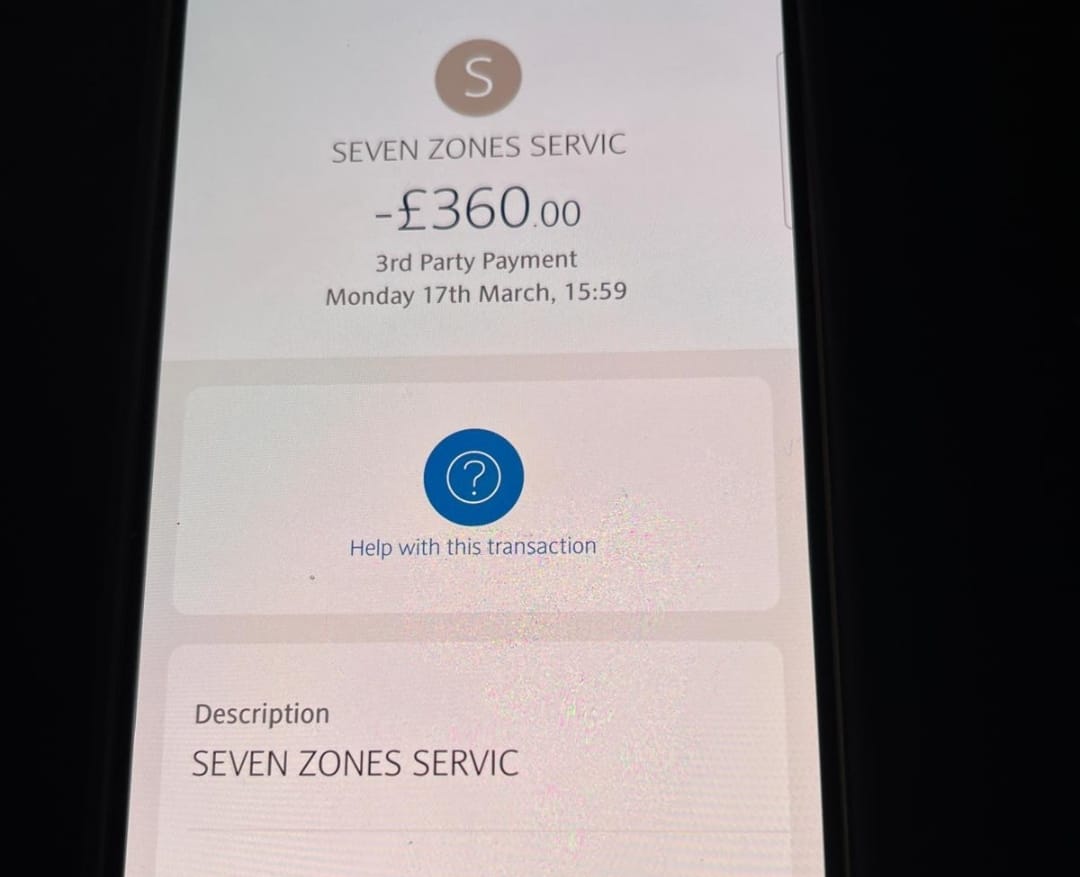 S
SEVEN ZONES SERVIC
-£360.00
3rd Party Payment
Monday 17th March, 15:59
?
Help with this transaction
Description
SEVEN ZONES SERVIC